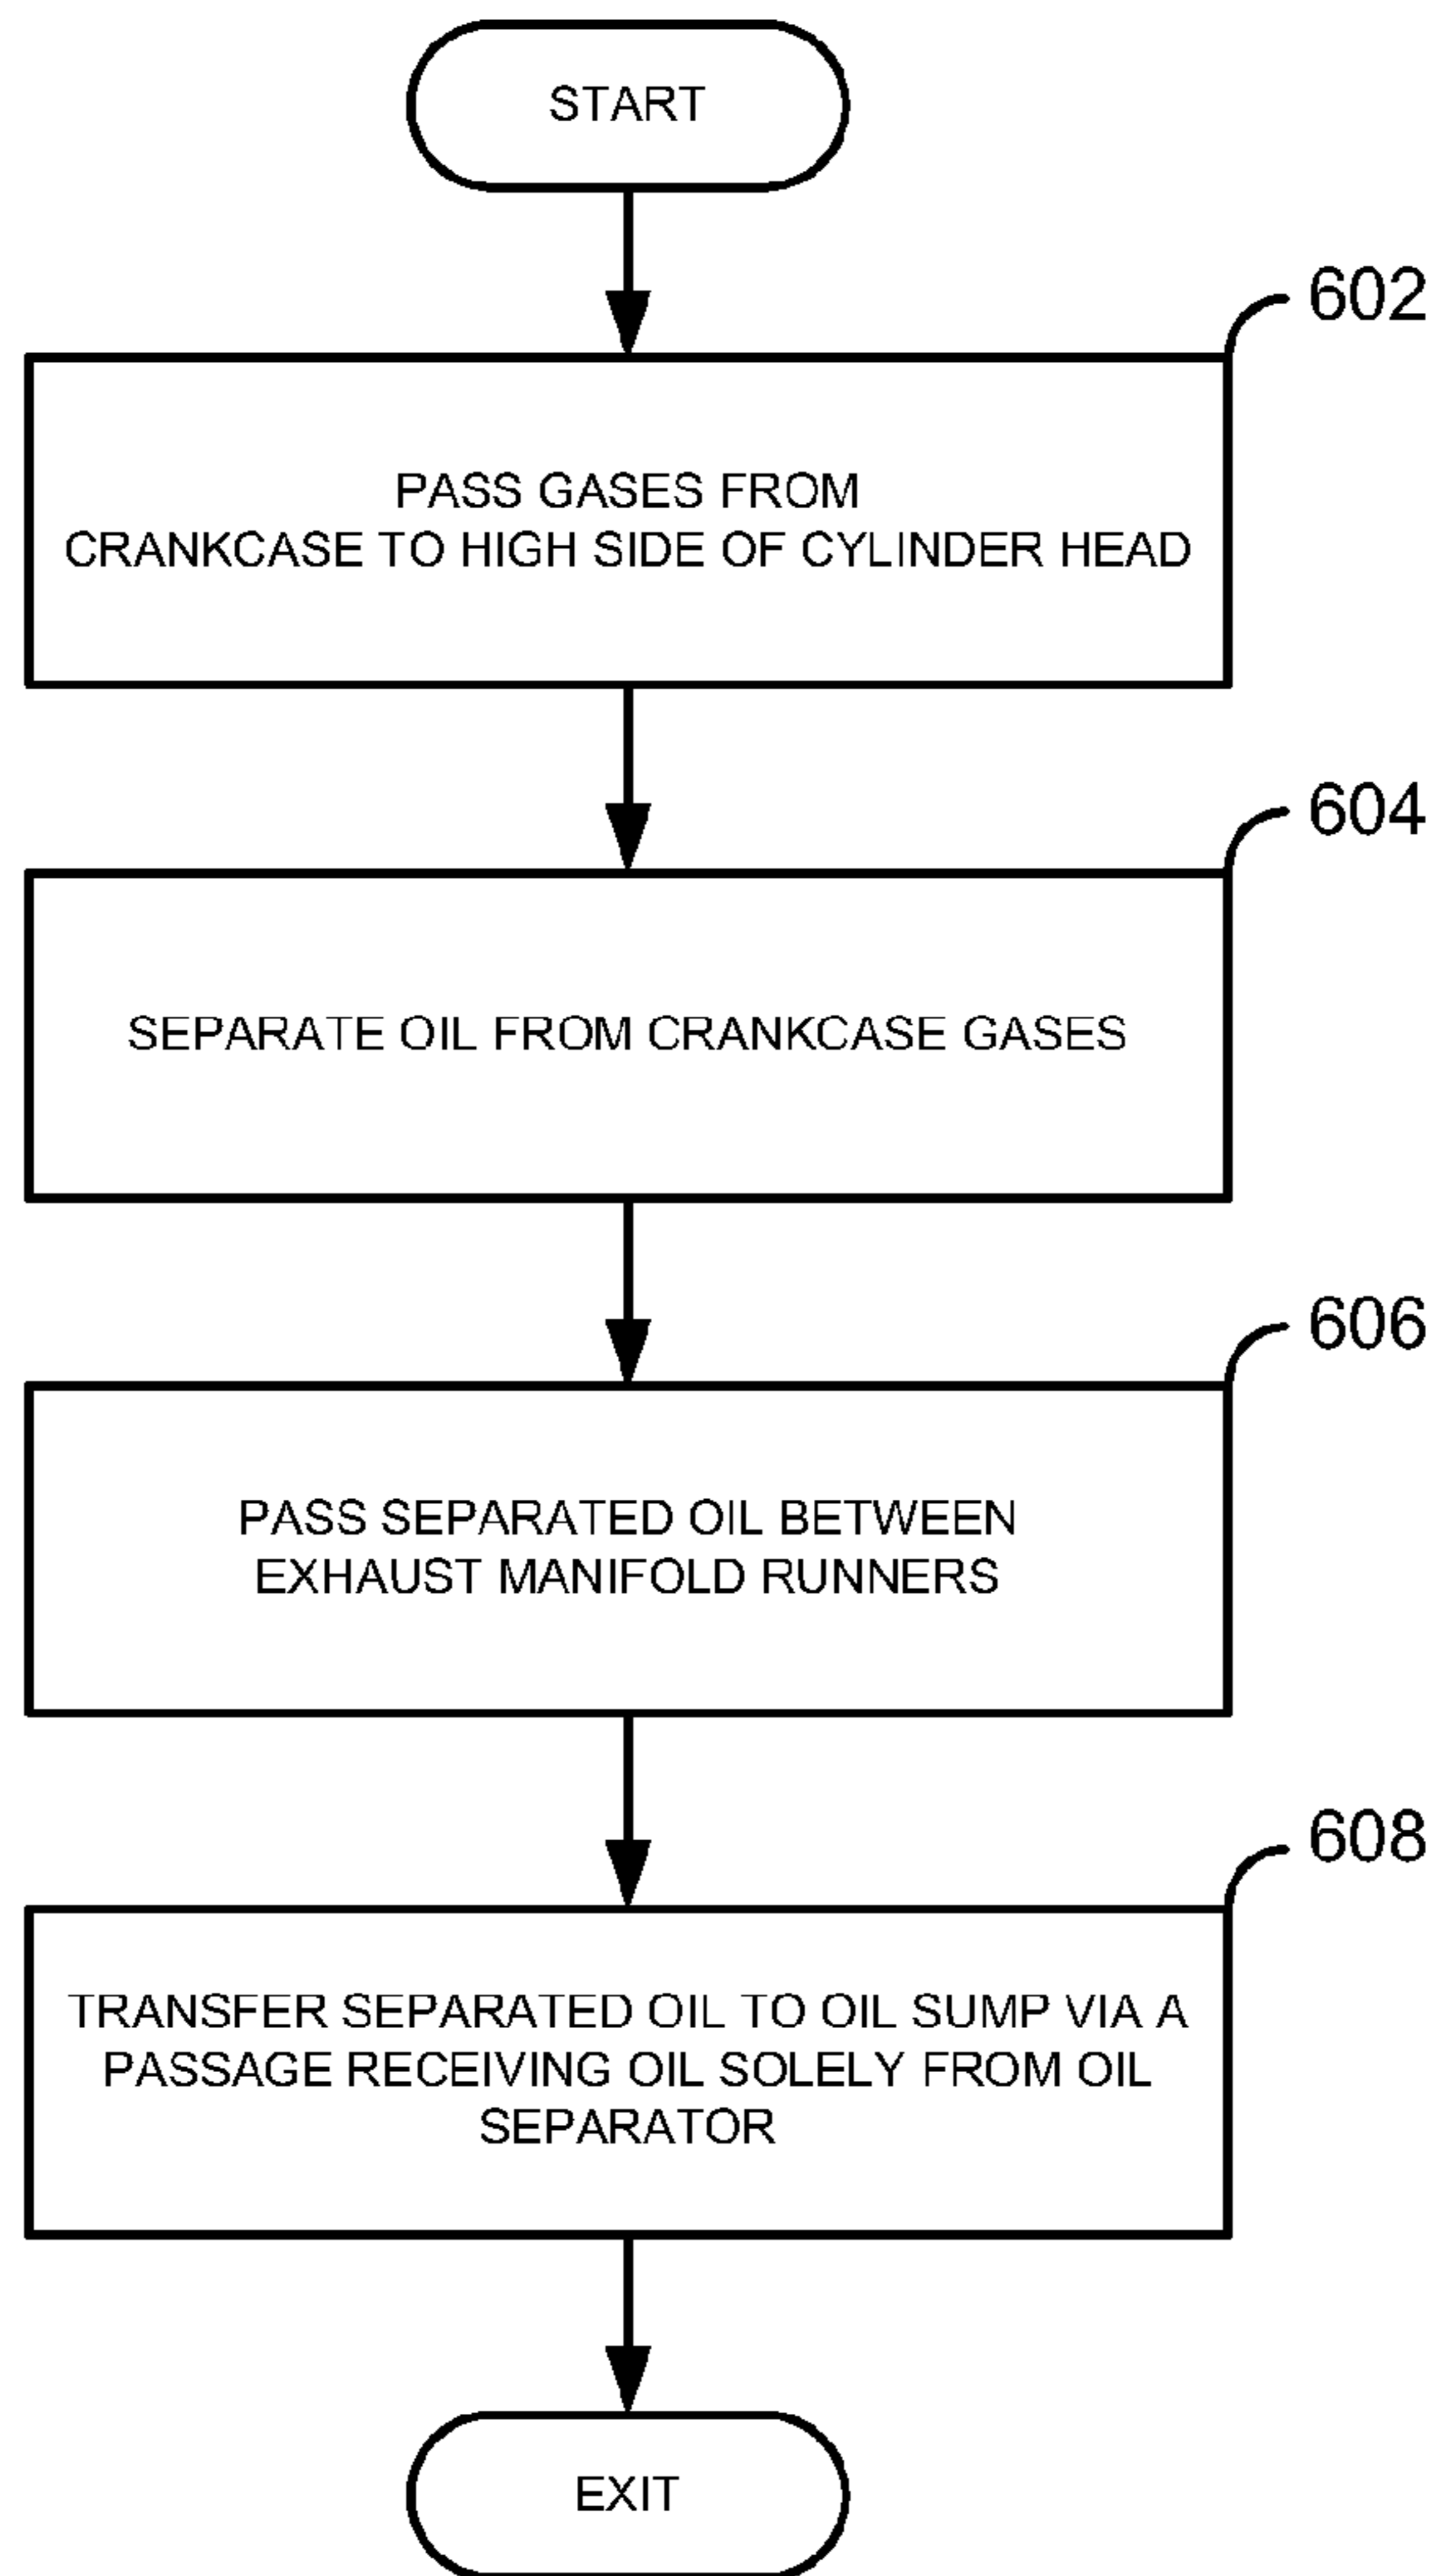 START
602
PASS GASES FROM
CRANKCASE TO HIGH SIDE OF CYLINDER HEAD
604
SEPARATE OIL FROM CRANKCASE GASES
606
PASS SEPARATED OIL BETWEEN
EXHAUST MANIFOLD RUNNERS
608
TRANSFER SEPARATED OIL TO OIL SUMP VIA A
PASSAGE RECEIVING OIL SOLELY FROM OIL
SEPARATOR
EXIT